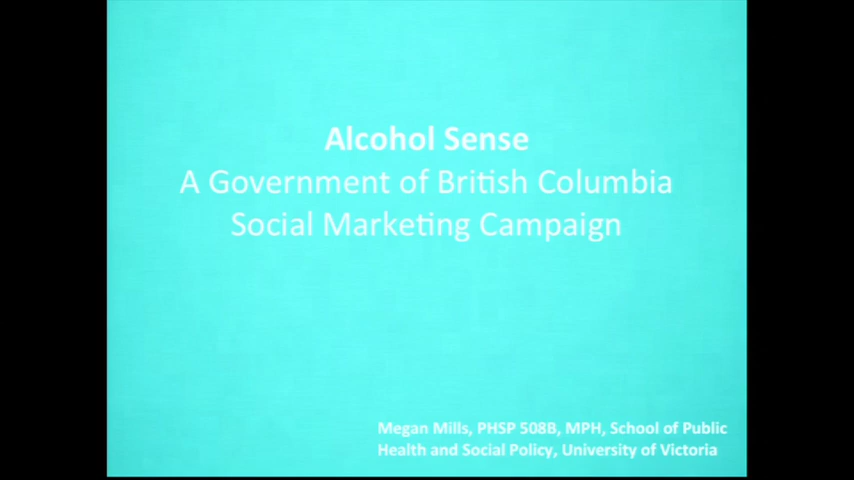 Alcohol Sense
A Government of British Columbia
Social Marketing Campaign
Megan Mills, PHSP 508B, MPH, School of Public
Health and Social Policy, University of Victoria